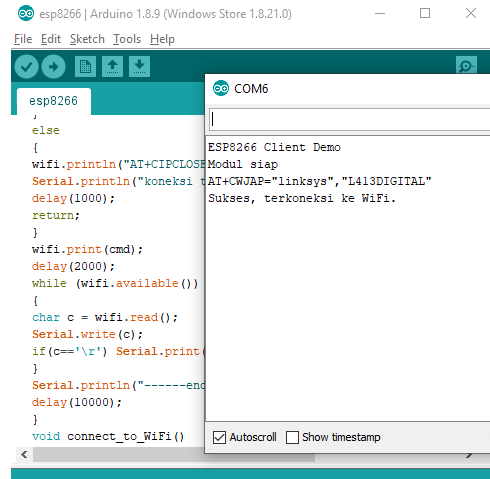 esp8266 | Arduino 1.8.9 (Windows Store 1.8.21.0)
File Edit Sketch Tools Help
esp8266
}
else
{
wifi.println("AT+CIPCLOSE
Serial.println("koneksi t
delay(1000);
return;
}
wifi.print(cmd);
delay(2000);
while (wifi.available())
{
char c = wifi.read();
Serial.write(c);
if(c=='\r') Serial.print(
}
Serial.println("------end
delay(10000);
}
void connect_to_WiFi()
COM6
ESP8266 Client Demo
Modul siap
AT+CWJAP="linksys","L413DIGITAL"
Sukses, terkoneksi ke WiFi.
Autoscroll Show timestamp